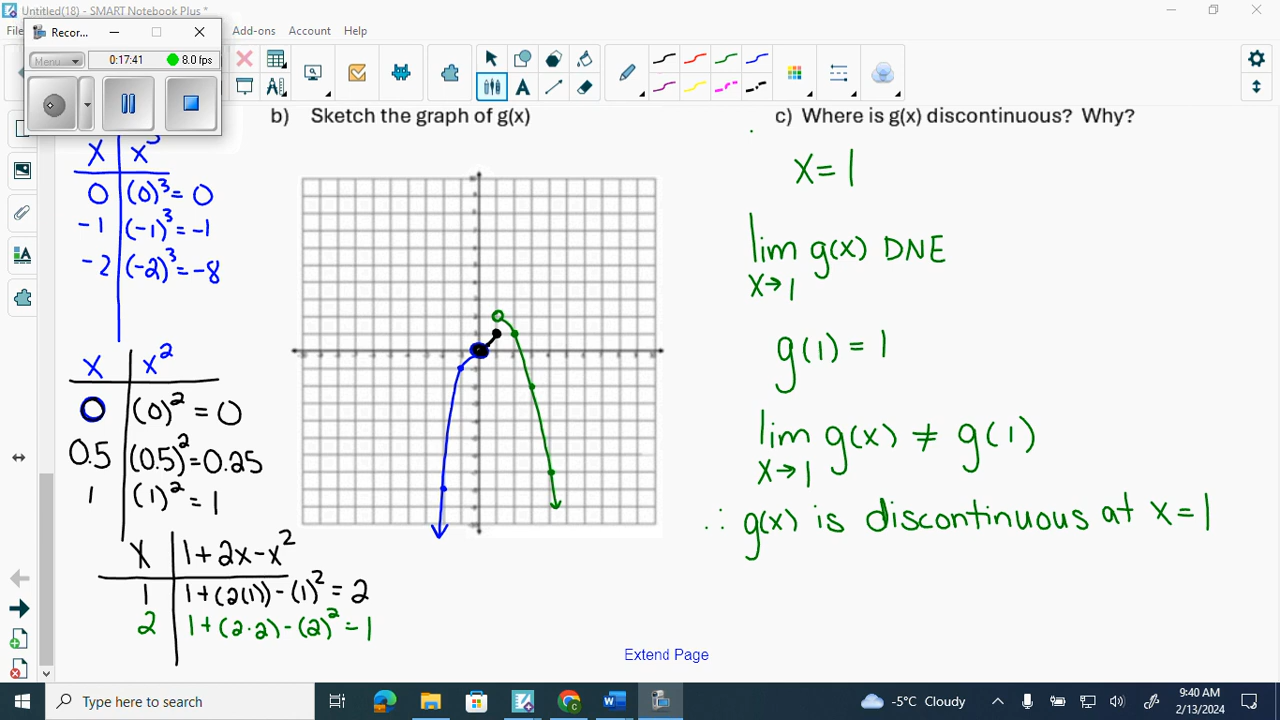 Untitled(18) - SMART Notebook Plus *
File Add-ons Account Help
Recor...
Menu 0:17:41 8.0 fps
b) Sketch the graph of g(x)
c) Where is g(x) discontinuous? Why?
x x³
0 (0)³ = 0
-1 (-1)³ = -1
-2 (-2)³ = -8
x x²
0 (0)² = 0
0.5 (0.5)² = 0.25
1 (1)² = 1
x 1 + 2x - x²
1 1 + (2(1)) - (1)² = 2
2 1 + (2·2) - (2)² = 1
x = 1
lim g(x) DNE
x→1
g(1) = 1
lim g(x) ≠ g(1)
x→1
∴ g(x) is discontinuous at x = 1
Extend Page
Type here to search
-5°C Cloudy
9:40 AM
2/13/2024